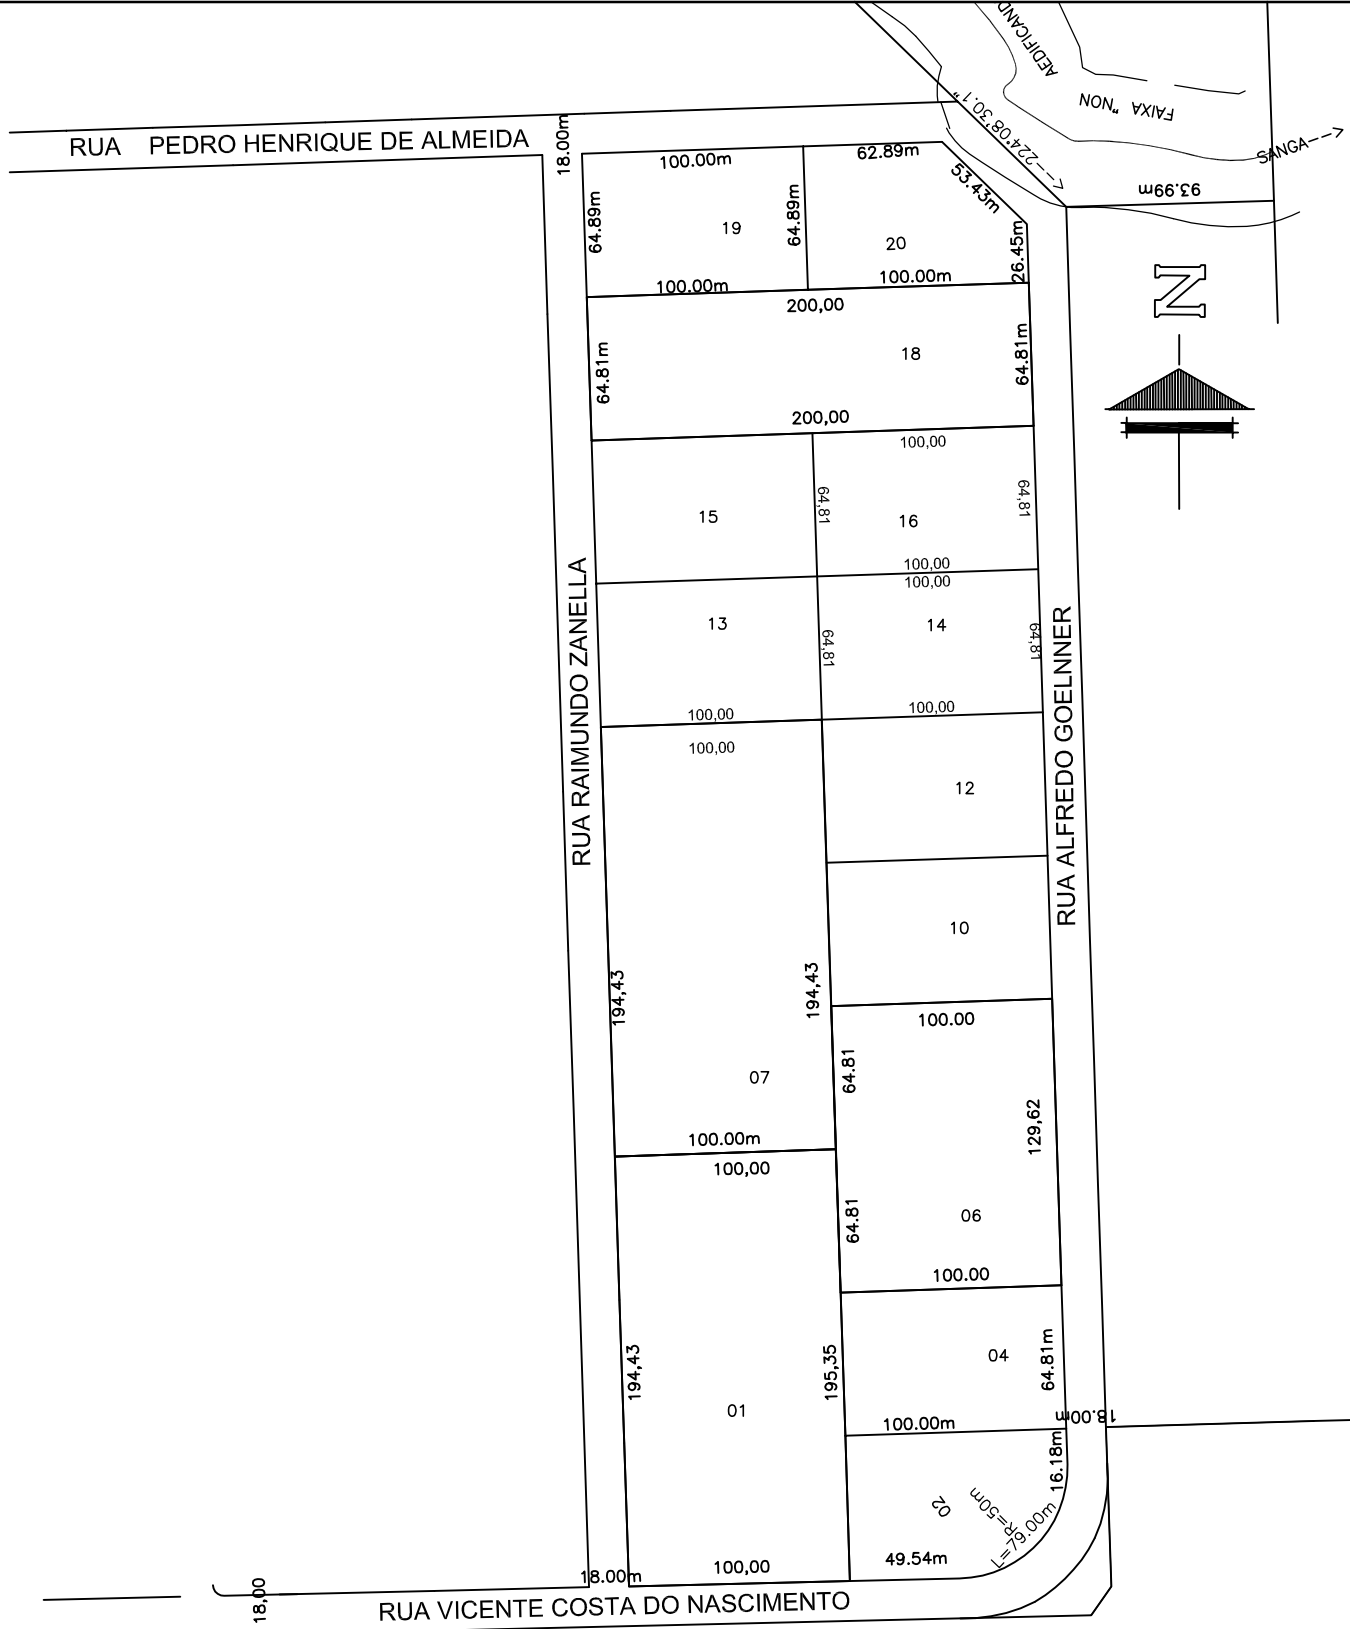 AEDIFICAND
FAIXA "NON
<---224°08'30.1"
SANGA--->
93.99m
N
RUA PEDRO HENRIQUE DE ALMEIDA
18.00m
100.00m
62.89m
53.43m
64.89m
19
64.89m
20
26.45m
100.00m
100.00m
200,00
64.81m
18
64.81m
200,00
100,00
15
64,81
16
64,81
100,00
100,00
13
64,81
14
64,81
100,00
100,00
100,00
RUA RAIMUNDO ZANELLA
RUA ALFREDO GOELNNER
12
10
194,43
194,43
100.00
07
64.81
129,62
100.00m
100,00
64.81
06
100.00
194,43
195,35
04
64.81m
01
100.00m
18.00m
16.18m
02
R=50m
L=79.00m
49.54m
100,00
18.00m
18,00
RUA VICENTE COSTA DO NASCIMENTO